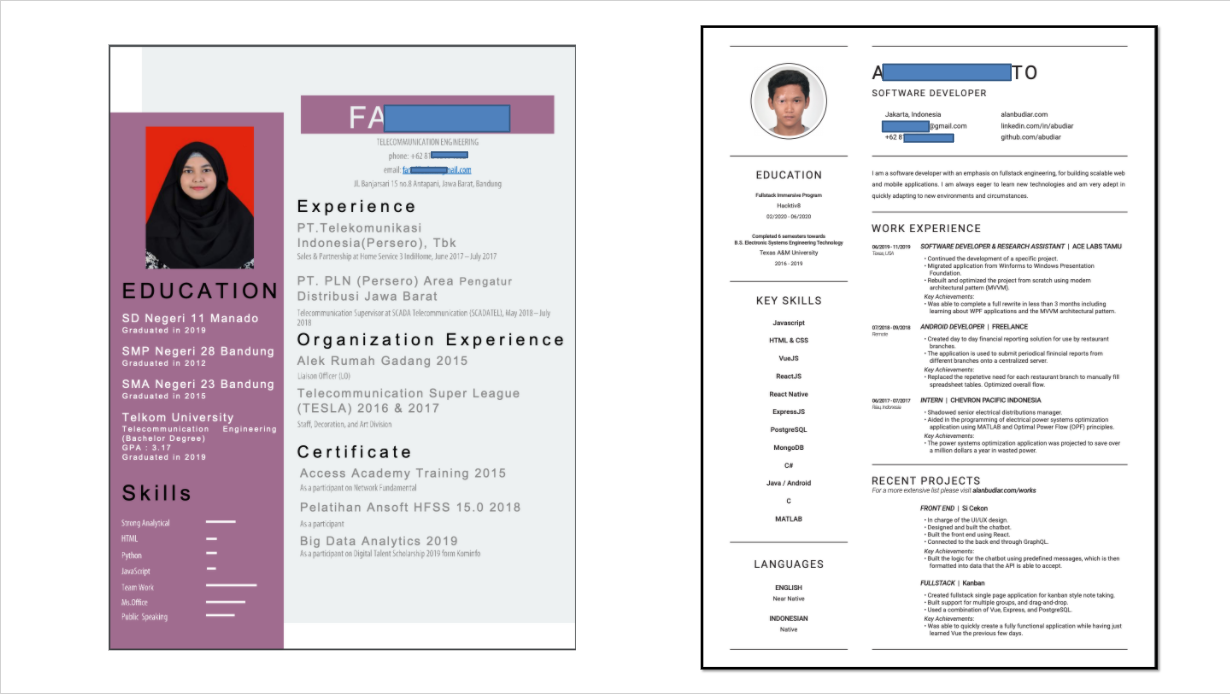 EDUCATION
SD Negeri 11 Manado
Graduated in 2019
SMP Negeri 28 Bandung
Graduated in 2012
SMA Negeri 23 Bandung
Graduated in 2015
Telkom University
Telecommunication Engineering
(Bachelor Degree)
GPA : 3.17
Graduated in 2019
Skills
Strong Analytical
HTML
Python
JavaScript
Team Work
Ms.Office
Public Speaking
FA
TELECOMMUNICATION ENGINEERING
phone: +62 81
email: fa ail.com
Jl. Banjarsari 15 no.8 Antapani, Jawa Barat, Bandung
Experience
PT.Telekomunikasi
Indonesia(Persero), Tbk
Sales & Partnership at Home Service 3 IndiHome, June 2017 – July 2017
PT. PLN (Persero) Area Pengatur
Distribusi Jawa Barat
Telecommunication Supervisor at SCADA Telecommunication (SCADATEL), May 2018 – July
2018
Organization Experience
Alek Rumah Gadang 2015
Liaison Officer (LO)
Telecommunication Super League
(TESLA) 2016 & 2017
Staff, Decoration, and Art Division
Certificate
Access Academy Training 2015
As a participant on Network Fundamental
Pelatihan Ansoft HFSS 15.0 2018
As a participant
Big Data Analytics 2019
As a participant on Digital Talent Scholarship 2019 form Kominfo
A TO
SOFTWARE DEVELOPER
Jakarta, Indonesia
@gmail.com
+62 8
alanbudiar.com
linkedin.com/in/abudiar
github.com/abudiar
EDUCATION
Fullstack Immersive Program
Hacktiv8
02/2020 - 06/2020
Completed 6 semesters towards
B.S. Electronic Systems Engineering Technology
Texas A&M University
2016 - 2019
KEY SKILLS
Javascript
HTML & CSS
VueJS
ReactJS
React Native
ExpressJS
PostgreSQL
MongoDB
C#
Java / Android
C
MATLAB
LANGUAGES
ENGLISH
Near Native
INDONESIAN
Native
I am a software developer with an emphasis on fullstack engineering, for building scalable web
and mobile applications. I am always eager to learn new technologies and am very adept in
quickly adapting to new environments and circumstances.
WORK EXPERIENCE
06/2019 - 11/2019 SOFTWARE DEVELOPER & RESEARCH ASSISTANT | ACE LABS TAMU
Texas, USA
• Continued the development of a specific project.
• Migrated application from Winforms to Windows Presentation
Foundation.
• Rebuilt and optimized the project from scratch using modern
architectural pattern (MVVM).
Key Achievements:
• Was able to complete a full rewrite in less than 3 months including
learning about WPF applications and the MVVM architectural pattern.
07/2018 - 09/2018 ANDROID DEVELOPER | FREELANCE
Remote
• Created day to day financial reporting solution for use by restaurant
branches.
• The application is used to submit periodical finincial reports from
different branches onto a centralized server.
Key Achievements:
• Replaced the repetetive need for each restaurant branch to manually fill
spreadsheet tables. Optimized overall flow.
06/2017 - 07/2017 INTERN | CHEVRON PACIFIC INDONESIA
Riau, Indonesia
• Shadowed senior electrical distributions manager.
• Aided in the programming of electrical power systems optimization
application using MATLAB and Optimal Power Flow (OPF) principles.
Key Achievements:
• The power systems optimization application was projected to save over
a million dollars a year in wasted power.
RECENT PROJECTS
For a more extensive list please visit alanbudiar.com/works
FRONT END | Si Cekon
• In charge of the UI/UX design.
• Designed and built the chatbot.
• Built the front end using React.
• Connected to the back end through GraphQL.
Key Achievements:
• Built the logic for the chatbot using predefined messages, which is then
formatted into data that the API is able to accept.
FULLSTACK | Kanban
• Created fullstack single page application for kanban style note taking.
• Built support for multiple groups, and drag-and-drop.
• Used a combination of Vue, Express, and PostgreSQL.
Key Achievements:
• Was able to quickly create a fully functional application while having just
learned Vue the previous few days.